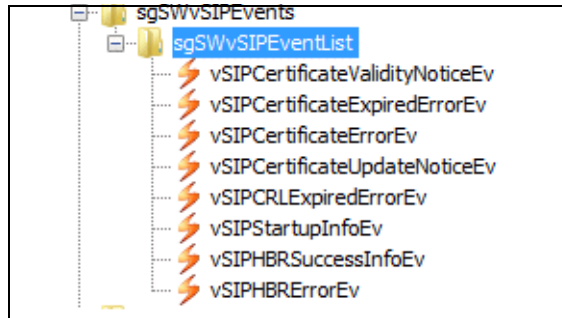 sgSWvSIPEvents
sgSWvSIPEventList
vSIPCertificateValidityNoticeEv
vSIPCertificateExpiredErrorEv
vSIPCertificateErrorEv
vSIPCertificateUpdateNoticeEv
vSIPCRLExpiredErrorEv
vSIPStartupInfoEv
vSIPHBRSuccessInfoEv
vSIPHBRErrorEv